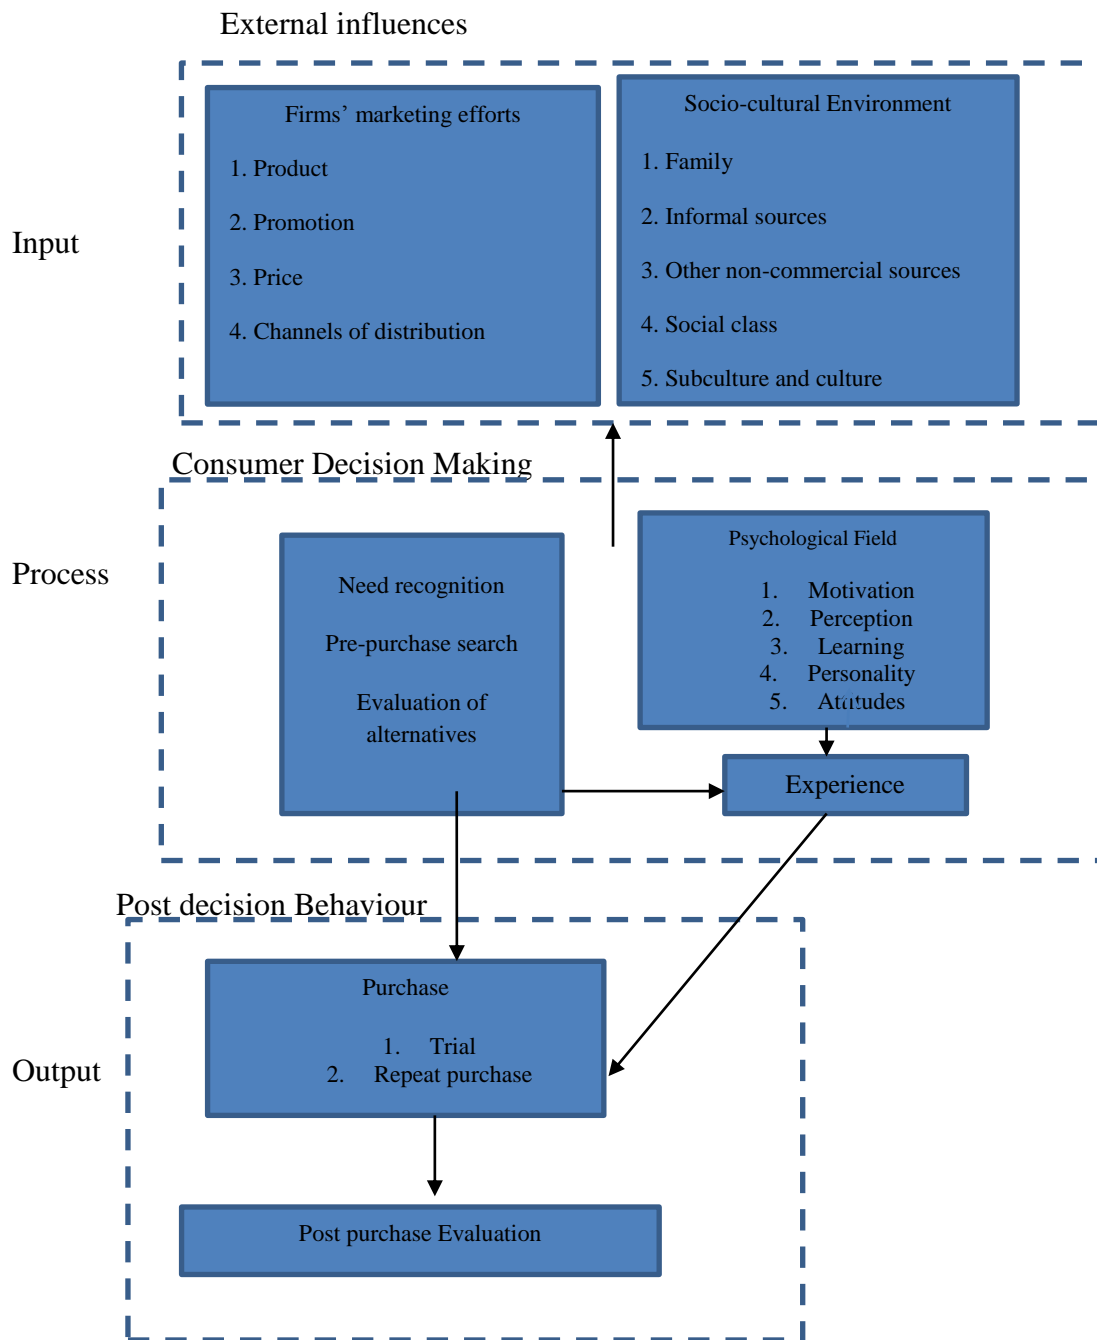 External influences
Input
Firms’ marketing efforts
1. Product
2. Promotion
3. Price
4. Channels of distribution
Socio-cultural Environment
1. Family
2. Informal sources
3. Other non-commercial sources
4. Social class
5. Subculture and culture
Consumer Decision Making
Process
Need recognition
Pre-purchase search
Evaluation of
alternatives
Psychological Field
1. Motivation
2. Perception
3. Learning
4. Personality
5. Attitudes
Experience
Post decision Behaviour
Output
Purchase
1. Trial
2. Repeat purchase
Post purchase Evaluation